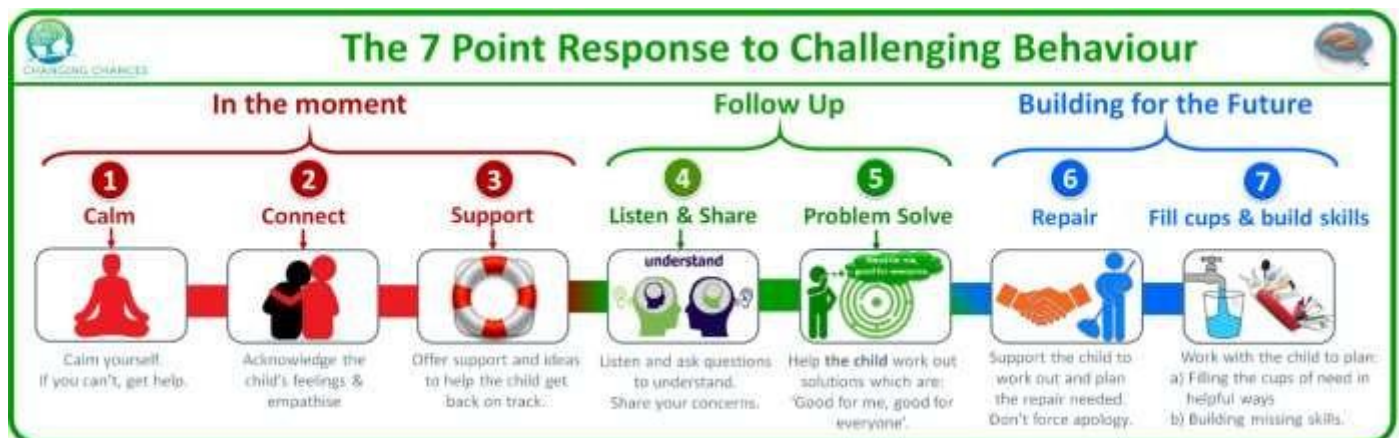 The 7 Point Response to Challenging Behaviour
CHANGING CHANCES
In the moment
Follow Up
Building for the Future
1
2
3
4
5
6
7
Calm
Connect
Support
Listen & Share
Problem Solve
Repair
Fill cups & build skills
understand
good for everyone
Calm yourself.
If you can't, get help.
Acknowledge the
child's feelings &
empathise
Offer support and ideas
to help the child get
back on track.
Listen and ask questions
to understand.
Share your concerns.
Help the child work out
solutions which are:
'Good for me, good for
everyone'.
Support the child to
work out and plan
the repair needed.
Don't force apology.
Work with the child to plan:
a) Filling the cups of need in
helpful ways
b) Building missing skills.